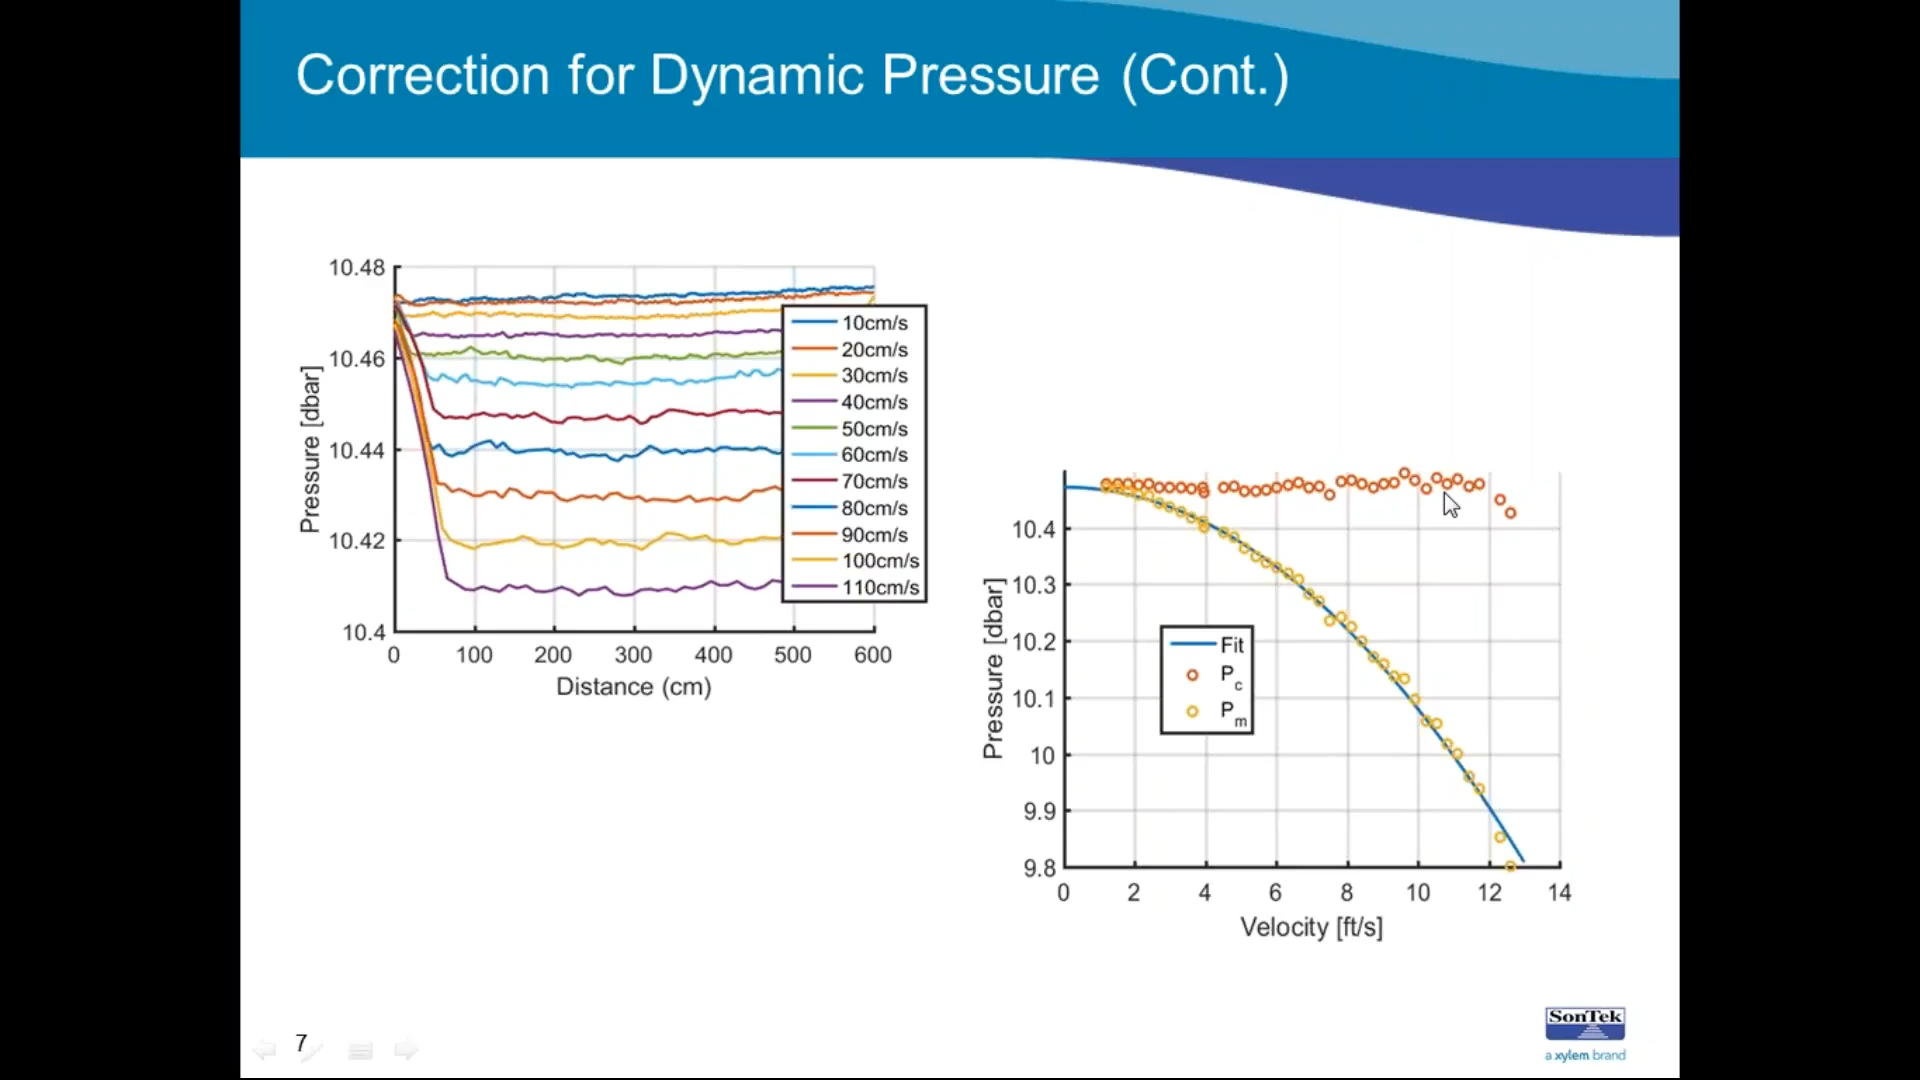 Correction for Dynamic Pressure (Cont.)
10.48
10.46
10.44
10.42
10.4
Pressure [dbar]
0 100 200 300 400 500 600
Distance (cm)
10cm/s
20cm/s
30cm/s
40cm/s
50cm/s
60cm/s
70cm/s
80cm/s
90cm/s
100cm/s
110cm/s
10.4
10.3
10.2
10.1
10
9.9
9.8
Pressure [dbar]
Fit
Pc
Pm
0 2 4 6 8 10 12 14
Velocity [ft/s]
7
SonTek
a xylem brand